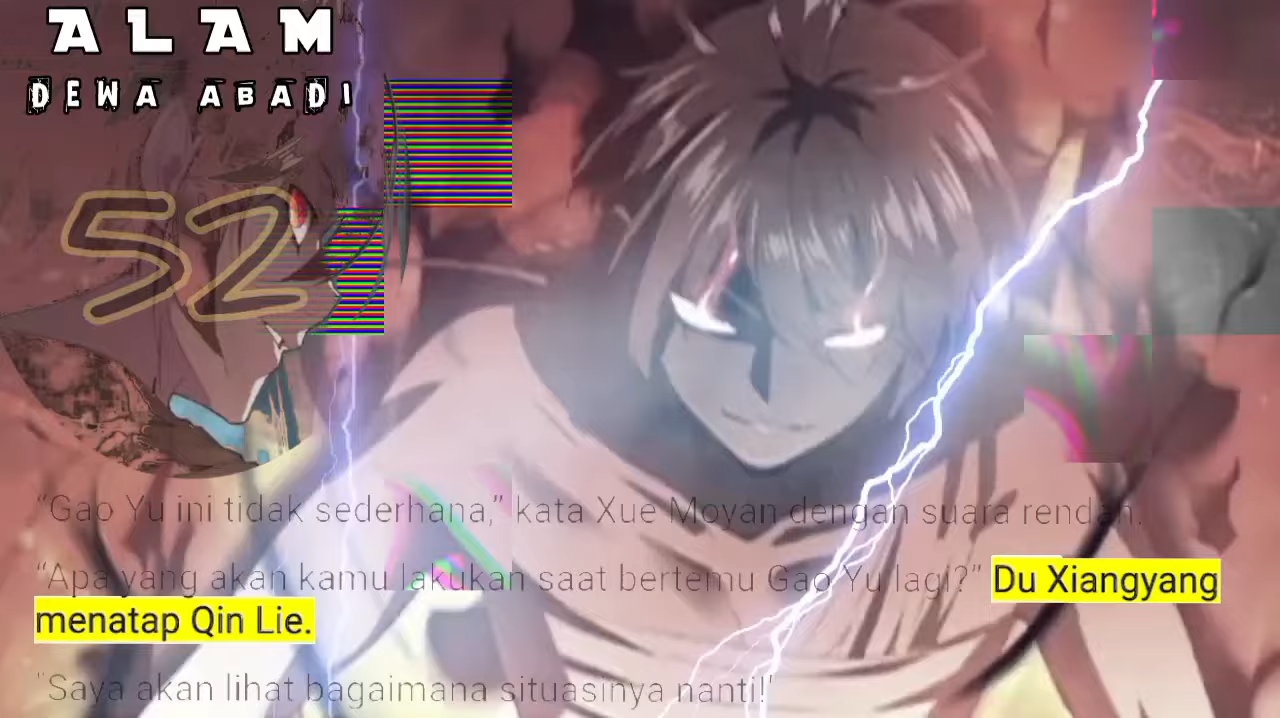 ALAM
DEWA ABADI
52
“Gao Yu ini tidak sederhana,” kata Xue Moyan dengan suara rendah.
“Apa yang akan kamu lakukan saat bertemu Gao Yu lagi?” Du Xiangyang
menatap Qin Lie.
"Saya akan lihat bagaimana situasinya nanti!"